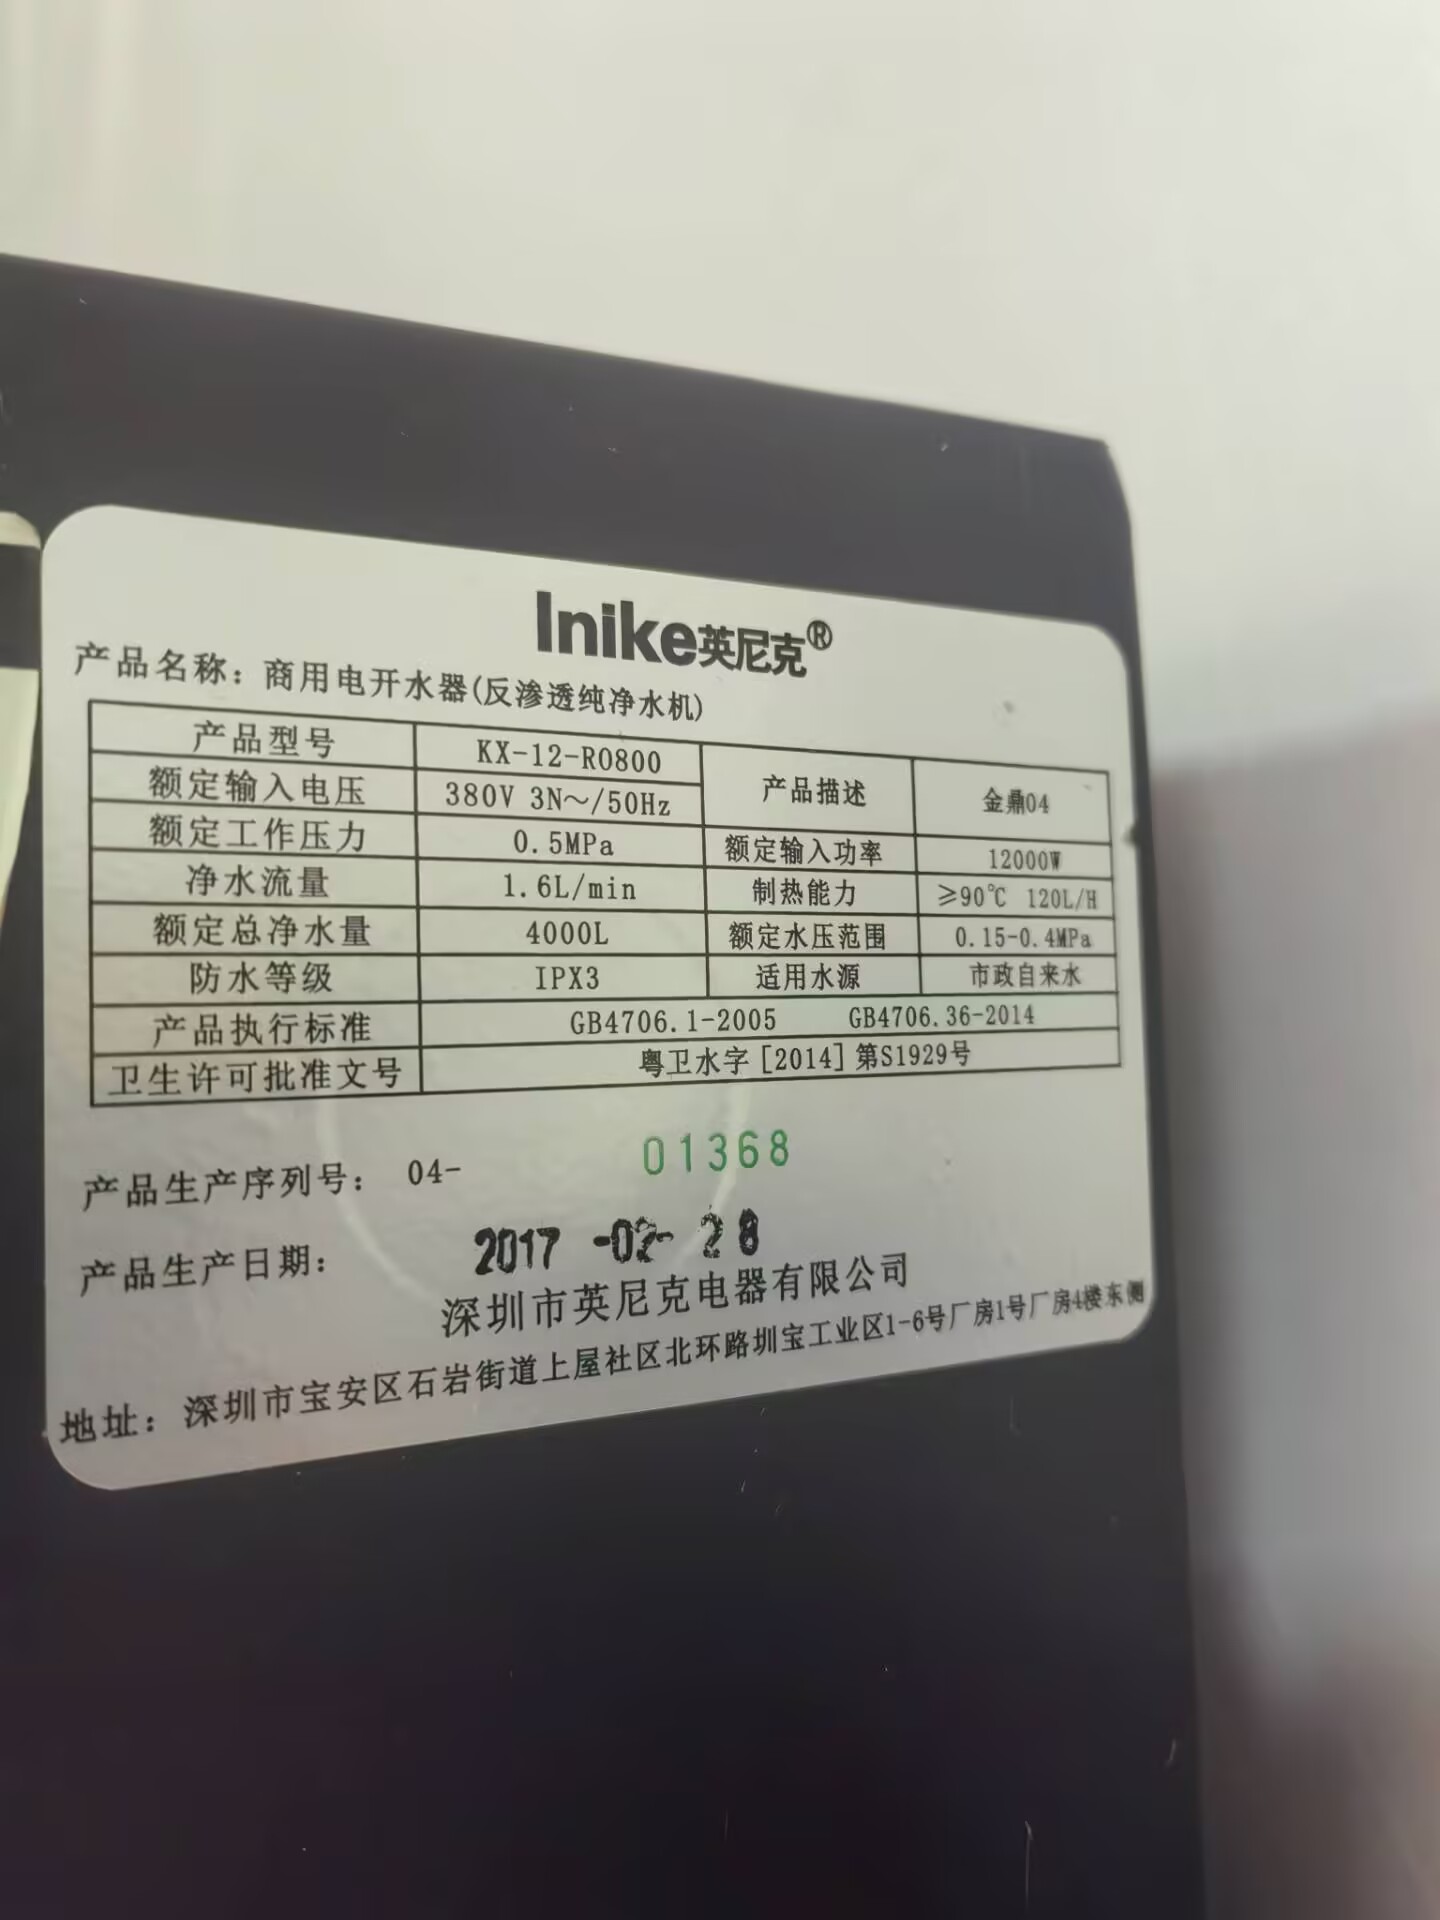 Inike英尼克®
产品名称：商用电开水器(反渗透纯净水机)
产品型号 KX-12-RO800 产品描述 金鼎04
额定输入电压 380V 3N～/50Hz
额定工作压力 0.5MPa 额定输入功率 12000W
净水流量 1.6L/min 制热能力 ≥90℃ 120L/H
额定总净水量 4000L 额定水压范围 0.15-0.4MPa
防水等级 IPX3 适用水源 市政自来水
产品执行标准 GB4706.1-2005 GB4706.36-2014
卫生许可批准文号 粤卫水字[2014]第S1929号
产品生产序列号： 04- 01368
产品生产日期： 2017 -02- 28
深圳市英尼克电器有限公司
地址：深圳市宝安区石岩街道上屋社区北环路圳宝工业区1-6号厂房1号厂房4楼东侧